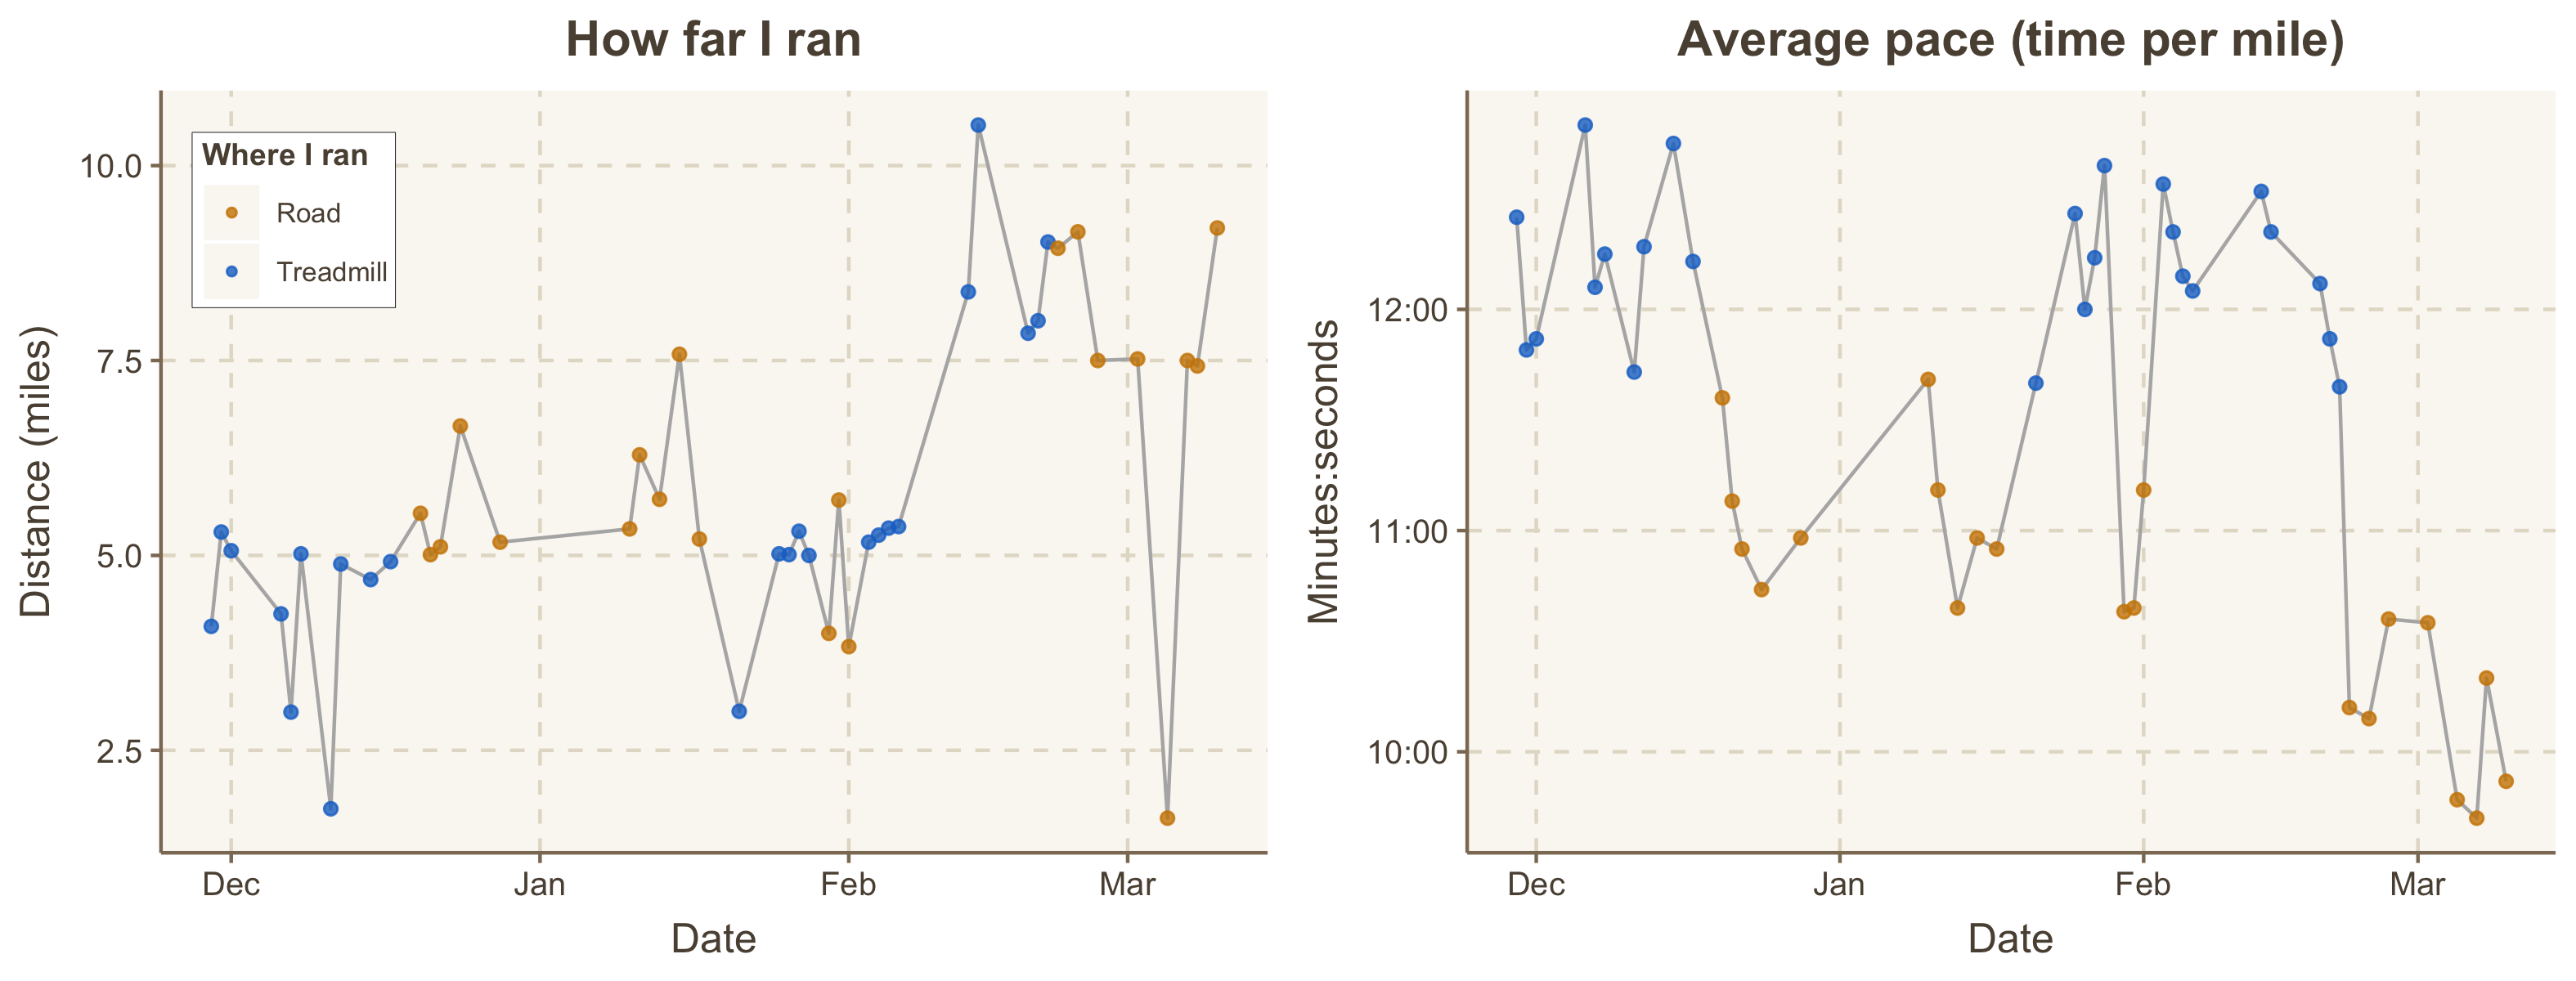 How far I ran
Where I ran
Road
Treadmill
10.0
7.5
5.0
2.5
Distance (miles)
Dec Jan Feb Mar
Date
Average pace (time per mile)
12:00
11:00
10:00
Minutes:seconds
Dec Jan Feb Mar
Date